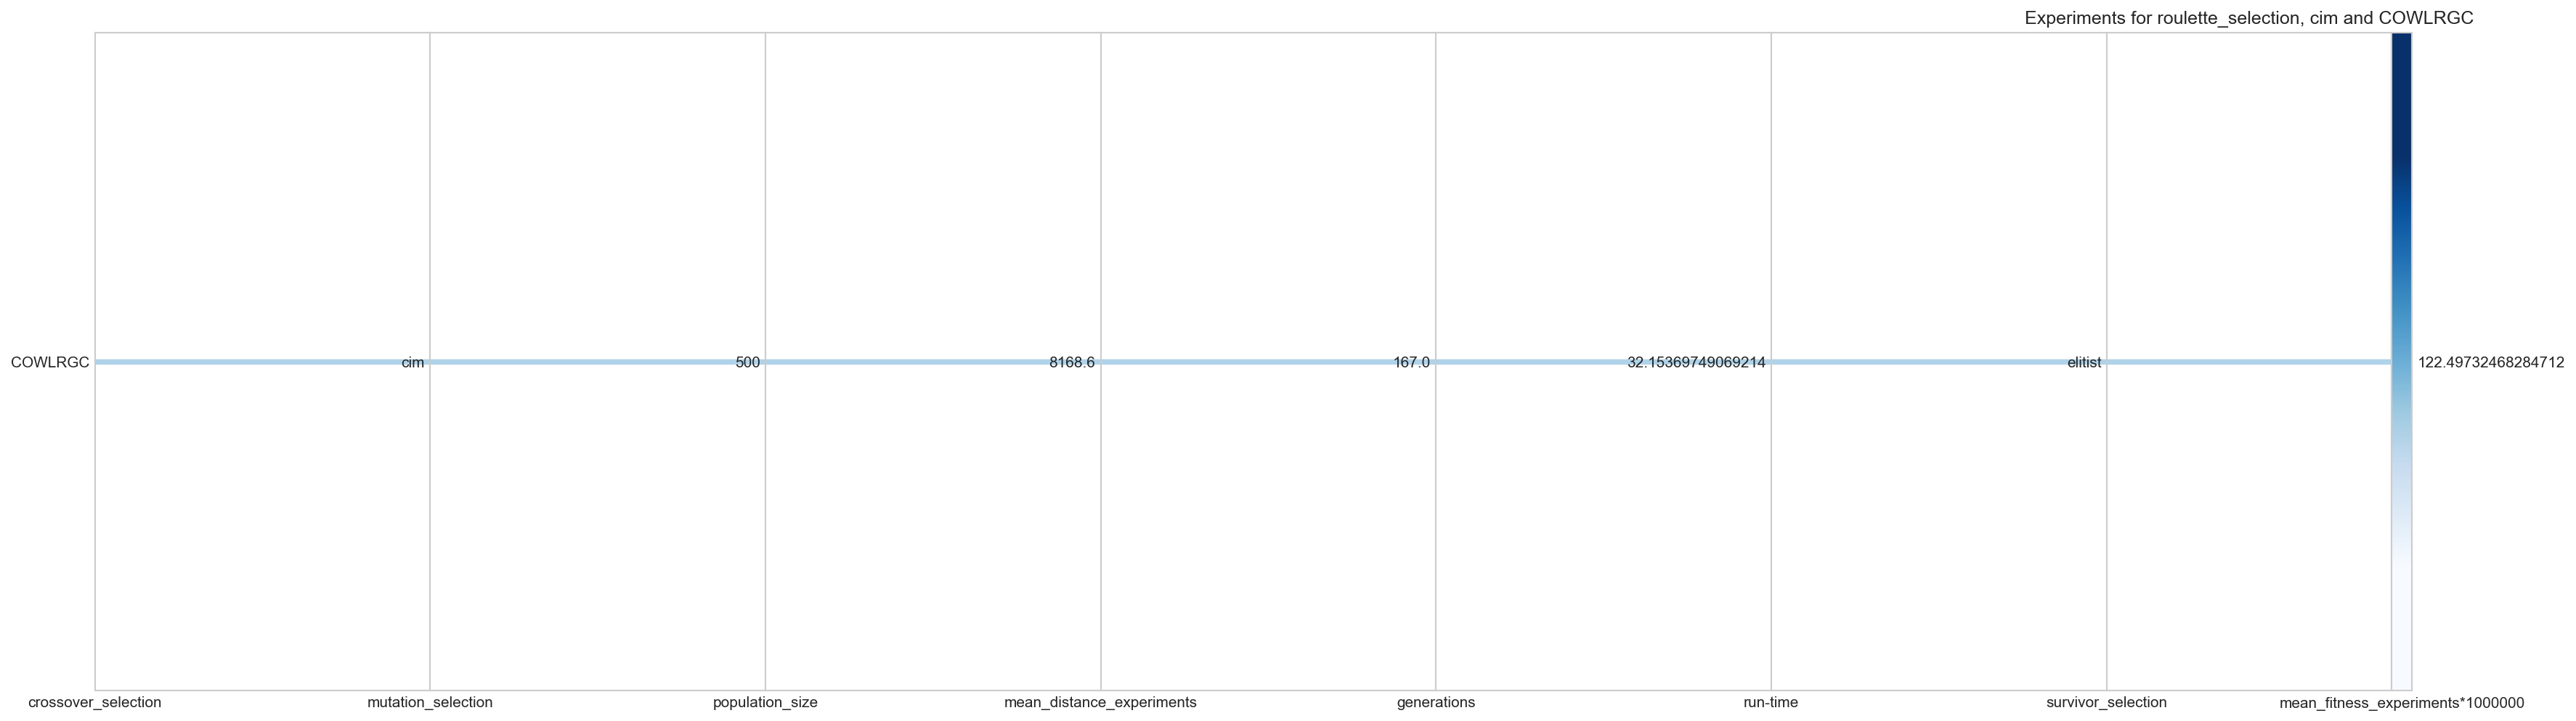 Experiments for roulette_selection, cim and COWLRGC
COWLRGC cim 500 8168.6 167.0 32.15369749069214 elitist 122.49732468284712
crossover_selection mutation_selection population_size mean_distance_experiments generations run-time survivor_selection mean_fitness_experiments*1000000